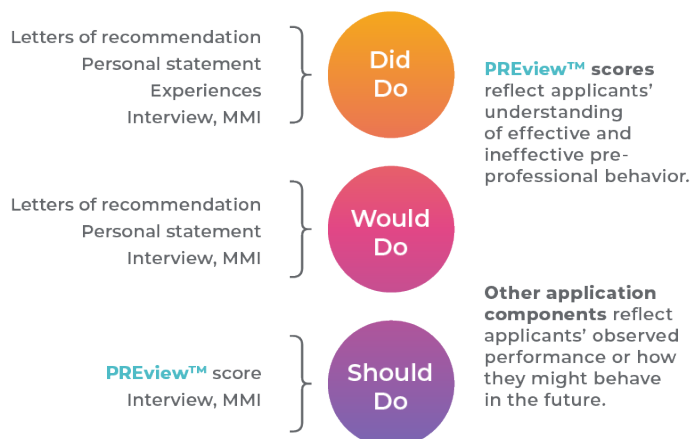 Letters of recommendation
Personal statement
Experiences
Interview, MMI
Did
Do
PREview™ scores
reflect applicants’
understanding
of effective and
ineffective pre-
professional behavior.
Letters of recommendation
Personal statement
Interview, MMI
Would
Do
PREview™ score
Interview, MMI
Should
Do
Other application
components reflect
applicants’ observed
performance or how
they might behave
in the future.